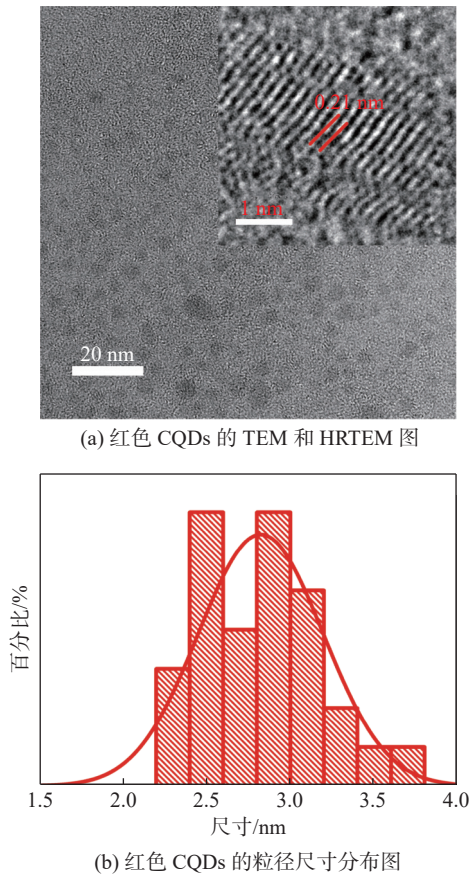 0.21 nm
1 nm
20 nm
(a) 红色 CQDs 的 TEM 和 HRTEM 图
百分比/%
1.5 2.0 2.5 3.0 3.5 4.0
尺寸/nm
(b) 红色 CQDs 的粒径尺寸分布图